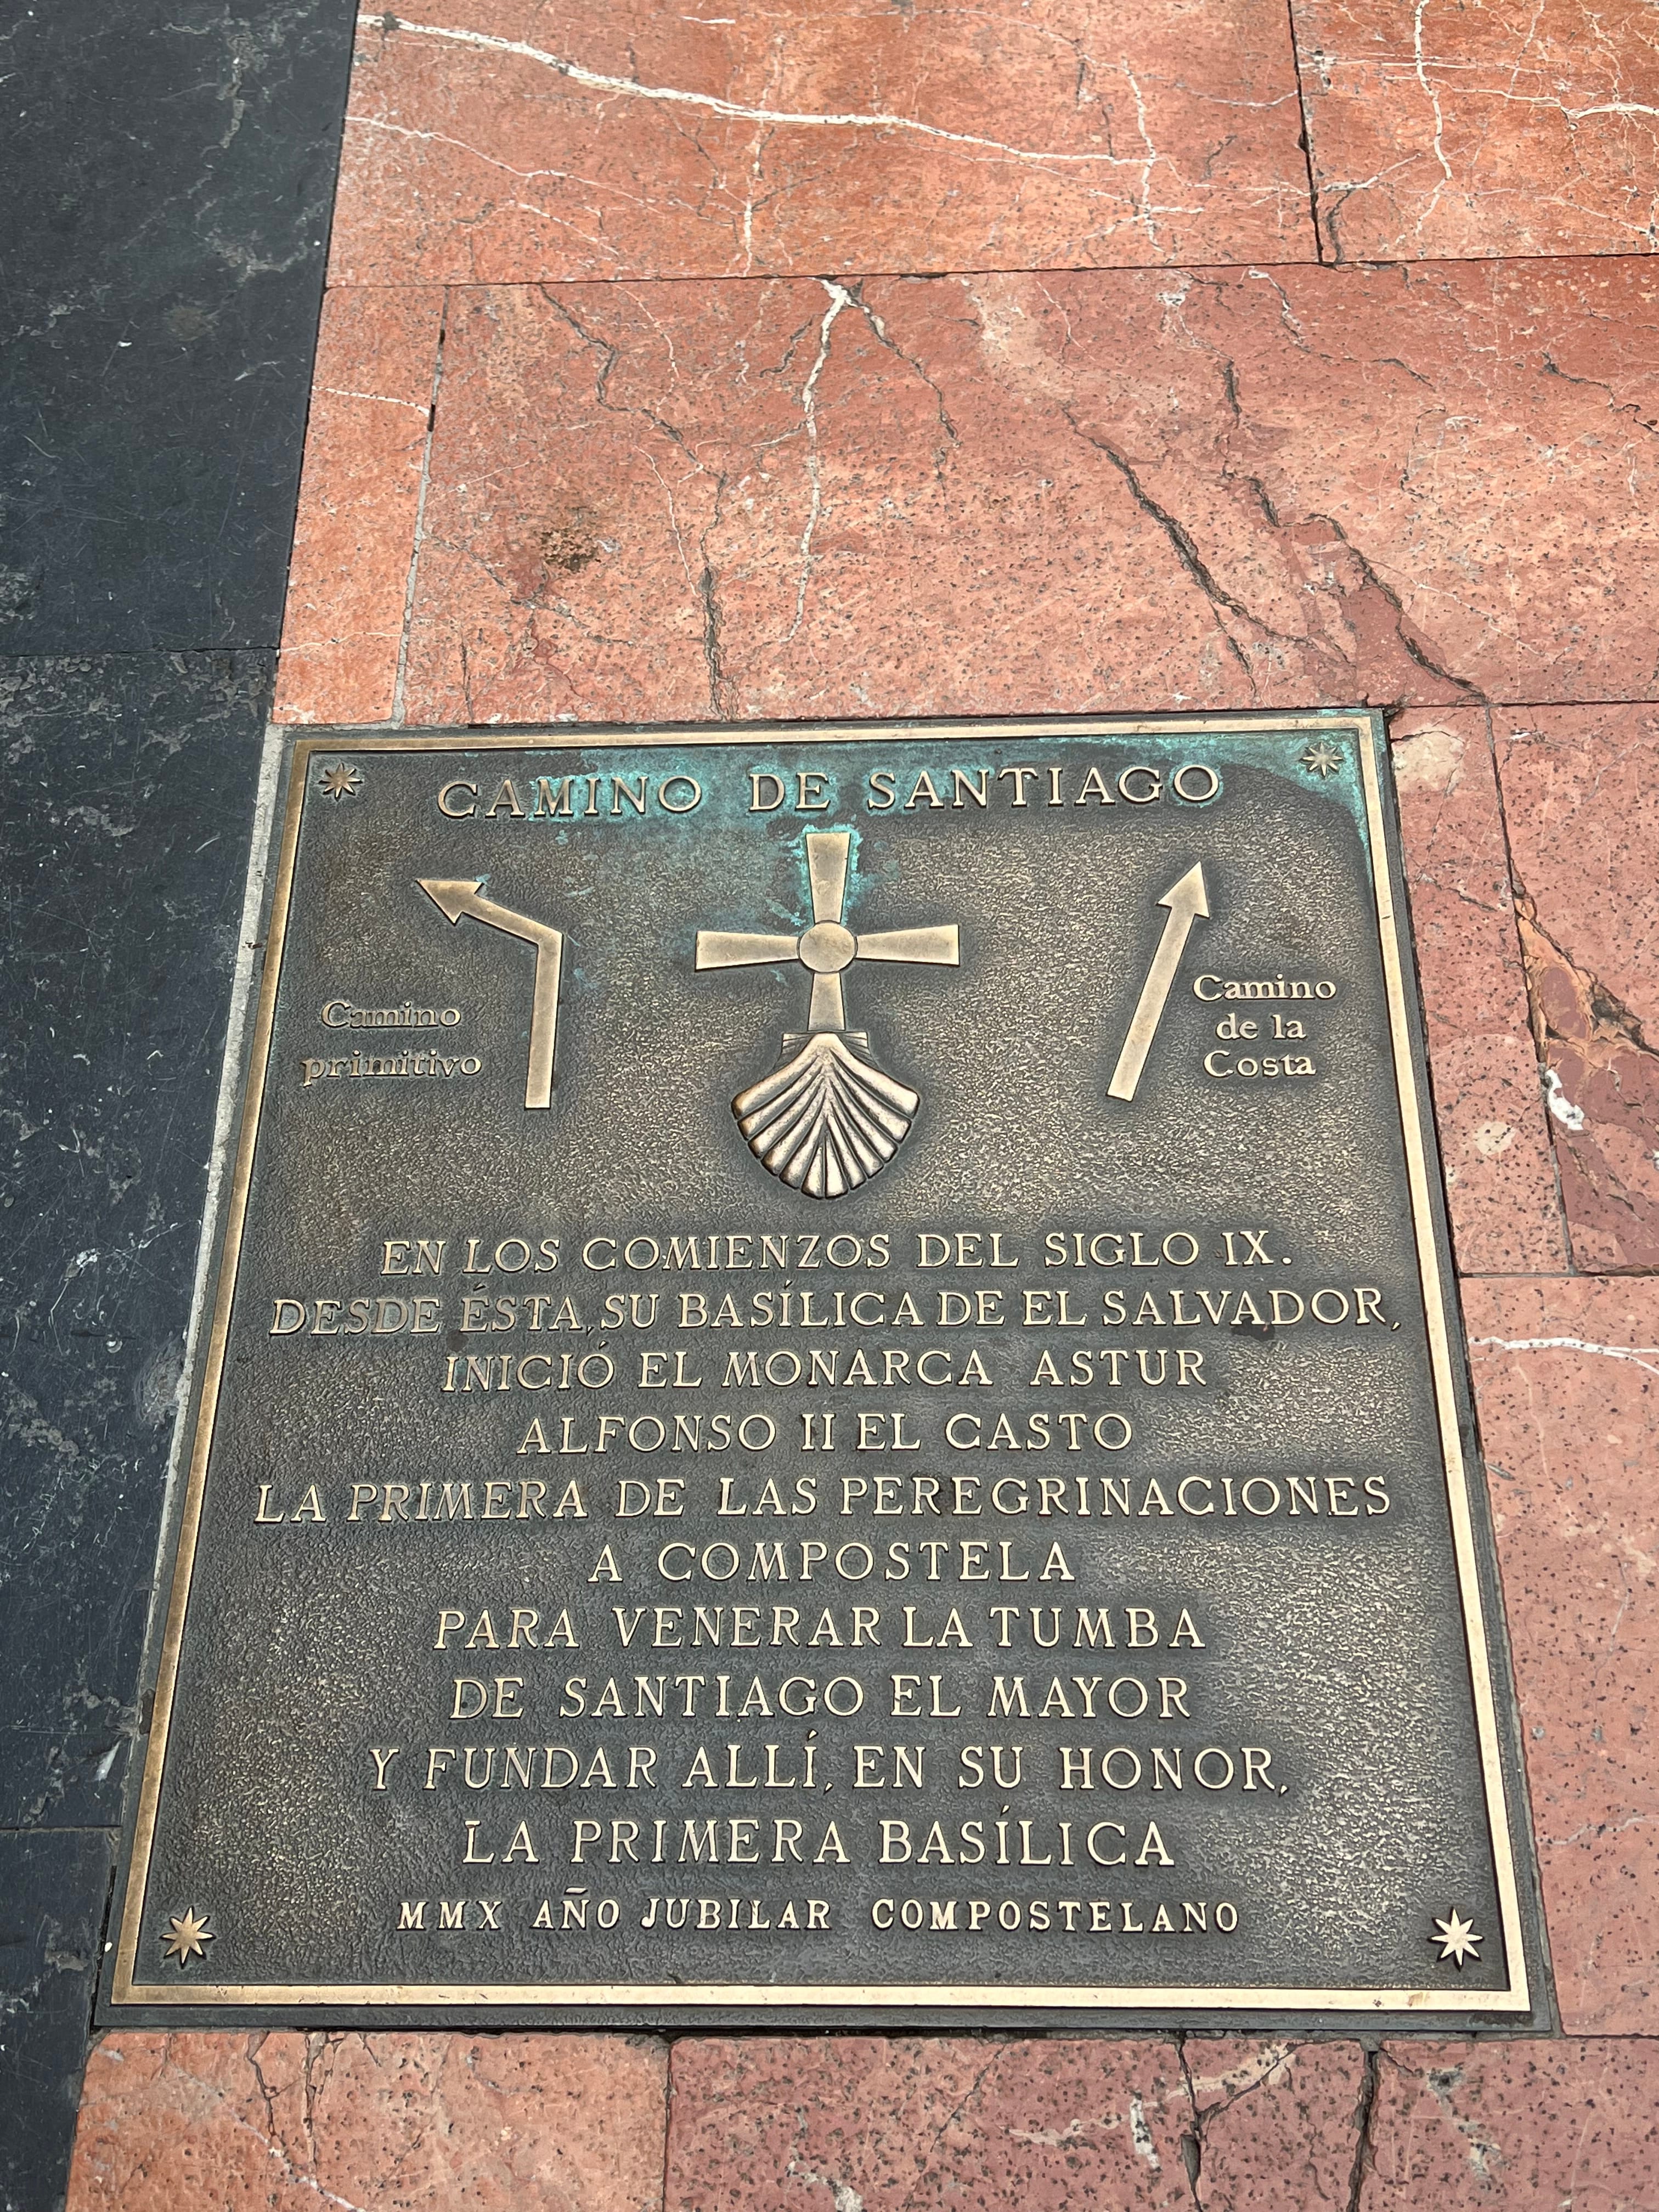 CAMINO DE SANTIAGO
Camino
primitivo
Camino
de la
Costa
EN LOS COMIENZOS DEL SIGLO IX.
DESDE ÉSTA, SU BASÍLICA DE EL SALVADOR,
INICIÓ EL MONARCA ASTUR
ALFONSO II EL CASTO
LA PRIMERA DE LAS PEREGRINACIONES
A COMPOSTELA
PARA VENERAR LA TUMBA
DE SANTIAGO EL MAYOR
Y FUNDAR ALLÍ, EN SU HONOR,
LA PRIMERA BASÍLICA
MMX AÑO JUBILAR COMPOSTELANO